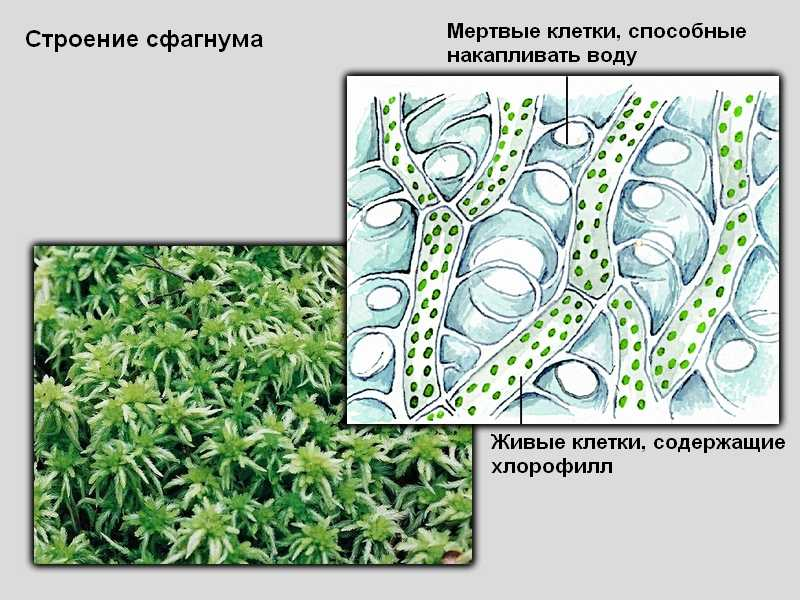 Строение сфагнума
Мертвые клетки, способные
накапливать воду
Живые клетки, содержащие
хлорофилл